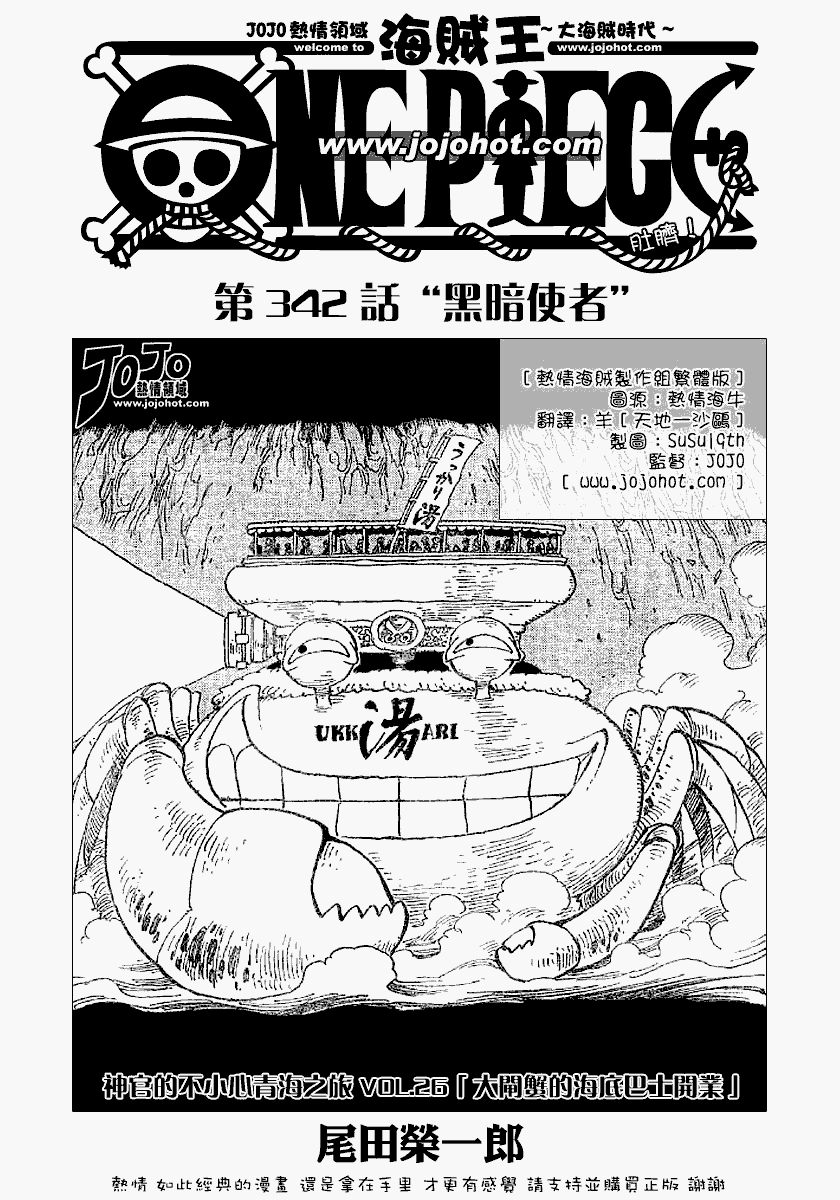 JOJO熱情領域
海賊王
~大海賊時代~
welcome to
www.jojohot.com
ONE PIECE
www.jojohot.com
肚臍!
第342話“黑暗使者”
JOJO
熱情領域
www.jojohot.com
[熱情海賊製作組繁體版]
圖源:熱情海牛
翻譯:羊[天地一沙鷗]
製圖:SuSu19th
監督:JOJO
[www.jojohot.com]
うっかり湯
UKK湯ARI
神官的不小心青海之旅 VOL.26「大閘蟹的海底巴士開業」
尾田榮一郎
熱情 如此經典的漫畫 還是拿在手里 才更有感覺 請支持並購買正版 謝謝